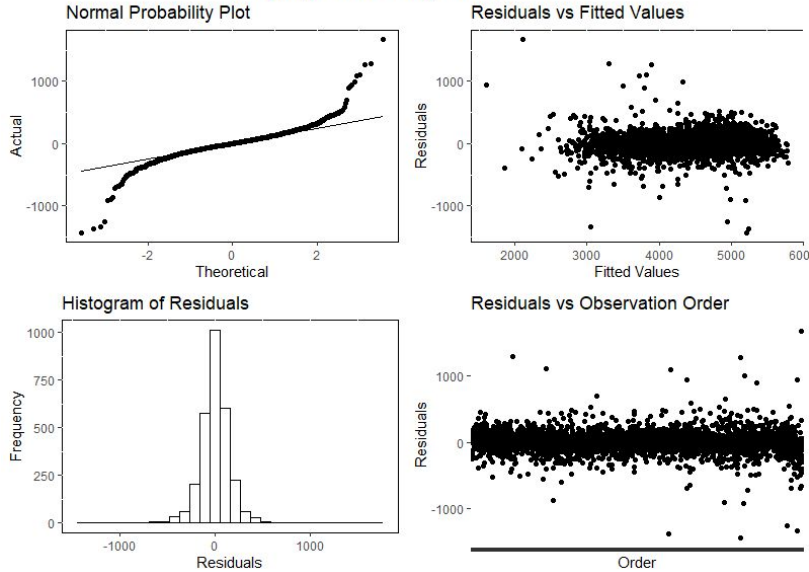 Normal Probability Plot
Actual
1000
0
-1000
-2
0
2
Theoretical
Residuals vs Fitted Values
Residuals
1000
0
-1000
2000
3000
4000
5000
600
Fitted Values
Histogram of Residuals
Frequency
1000
750
500
250
0
-1000
0
1000
Residuals
Residuals vs Observation Order
Residuals
1000
0
-1000
Order